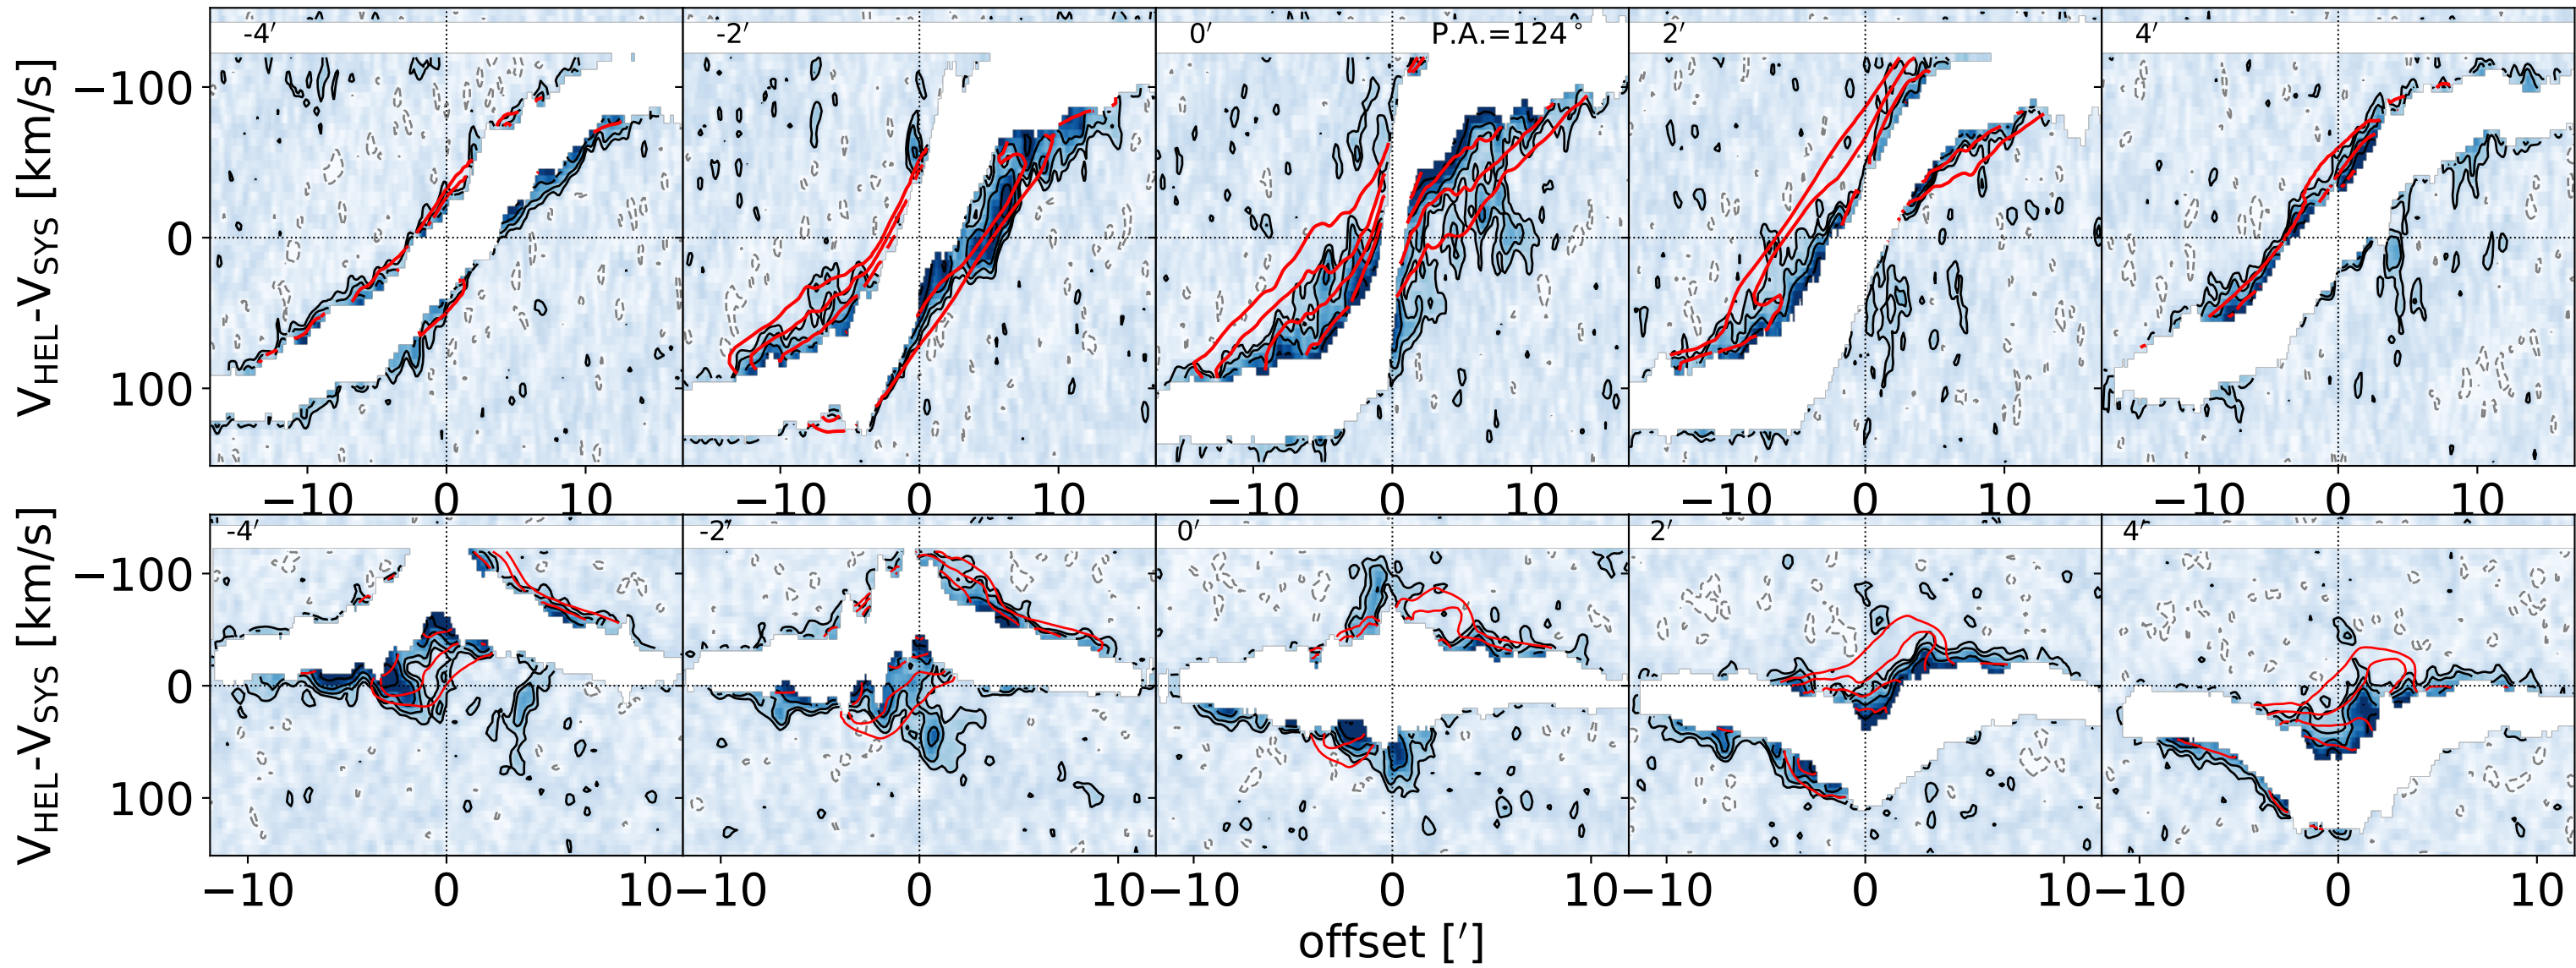 -4′ -2′ 0′ P.A.=124° 2′ 4′
V_HEL-V_SYS [km/s]
−100
0
100
−10 0 10 −10 0 10 −10 0 10 −10 0 10 −10 0 10
-4′ -2′ 0′ 2′ 4′
V_HEL-V_SYS [km/s]
−100
0
100
−10 0 10 −10 0 10 −10 0 10 −10 0 10 −10 0 10
offset [′]